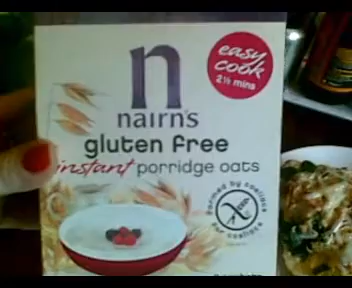 easy
cook
2½ mins
n
nairn's
gluten free
instant porridge oats
formed by coeliacs
for coeliacs